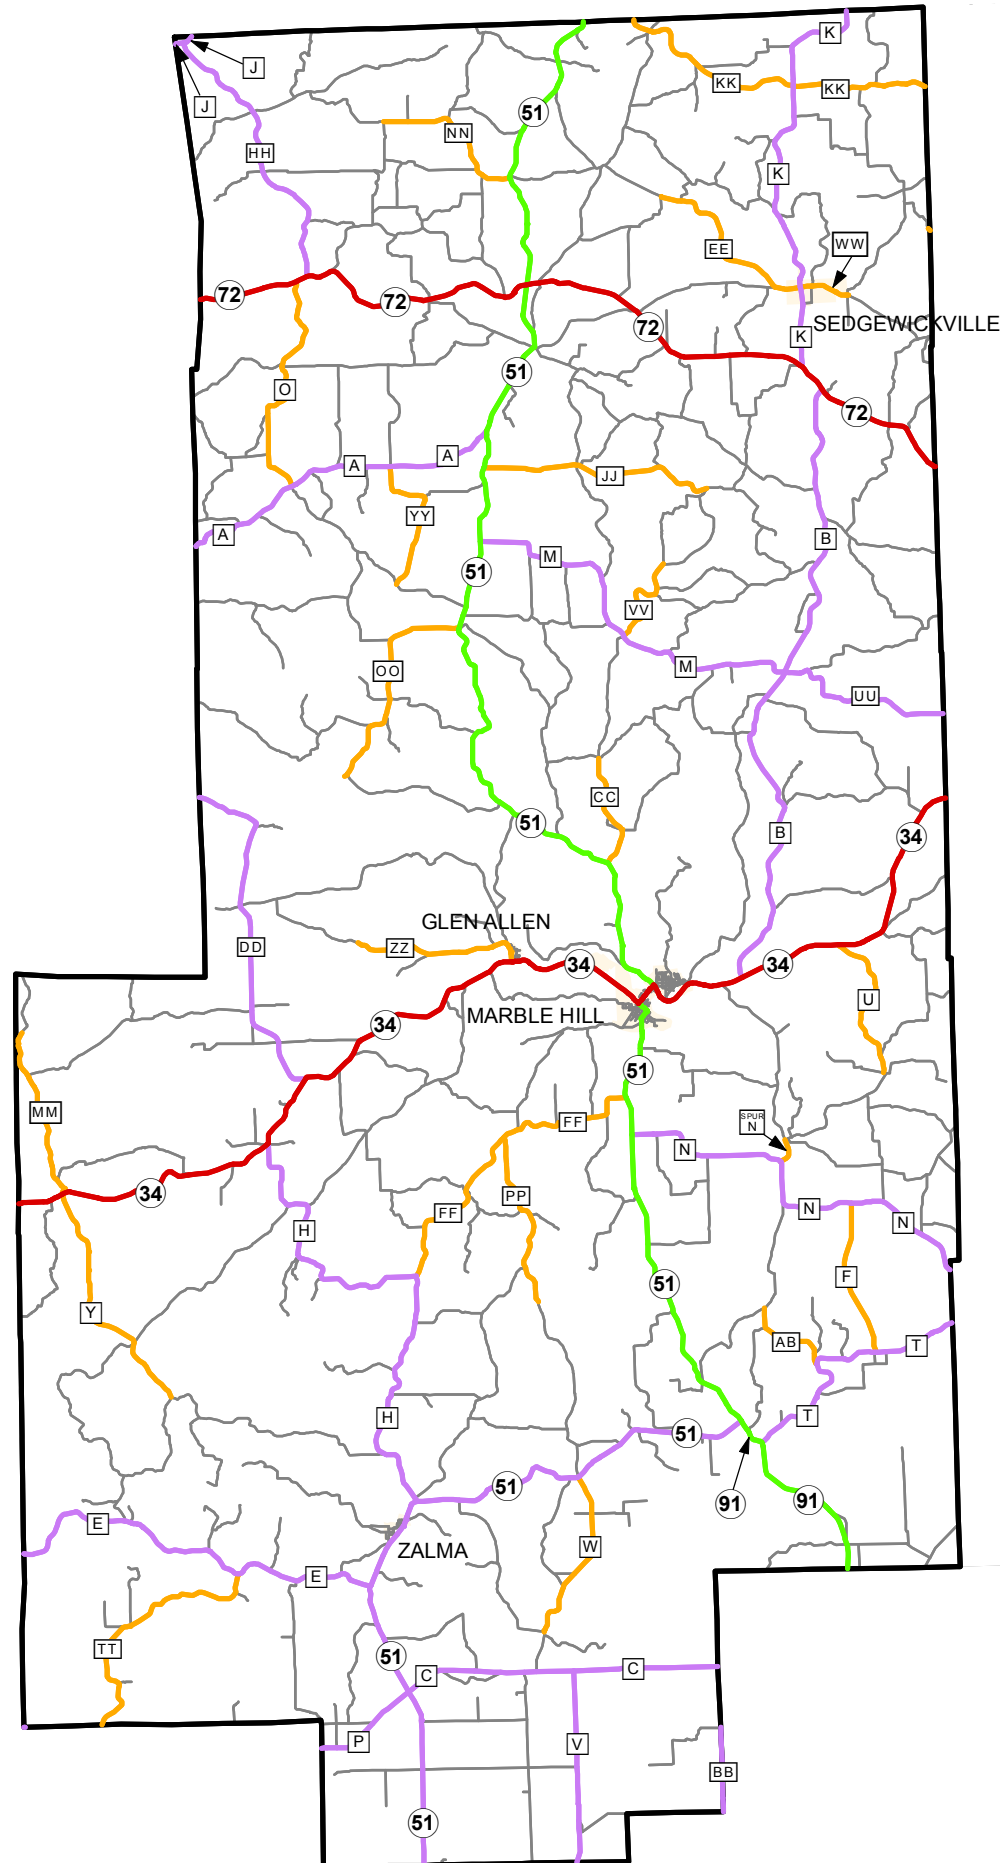 K
J
KK
KK
J
51
NN
HH
K
WW
EE
72
72
SEDGEWICKVILLE
72
K
51
O
72
A
A
JJ
YY
A
B
M
51
VV
M
OO
UU
CC
51
B
34
GLEN ALLEN
DD
ZZ
34
34
U
MARBLE HILL
34
51
MM
FF
SPUR
N
N
34
PP
N
FF
N
H
F
51
Y
AB
T
H
T
51
51
91
91
E
W
ZALMA
E
TT
51
C
C
P
V
BB
51